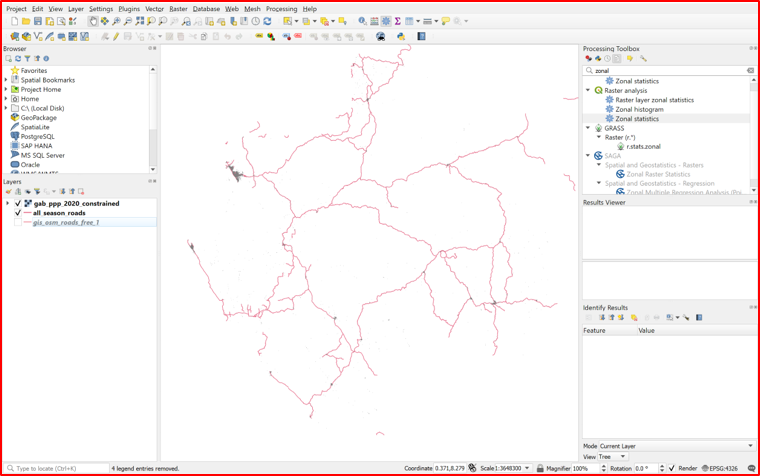 Project Edit View Layer Settings Plugins Vector Raster Database Web Mesh Processing Help
Browser
Favorites
Spatial Bookmarks
Project Home
Home
C:\ (Local Disk)
GeoPackage
SpatiaLite
PostgreSQL
SAP HANA
MS SQL Server
Oracle
Layers
gab_ppp_2020_constrained
all_season_roads
gis_osm_roads_free_1
Processing Toolbox
zonal
Zonal statistics
Raster analysis
Raster layer zonal statistics
Zonal histogram
Zonal statistics
GRASS
Raster (r.*)
r.stats.zonal
SAGA
Spatial and Geostatistics - Rasters
Zonal Raster Statistics
Spatial and Geostatistics - Regression
Zonal Multiple Regression Analysis (Poi
Results Viewer
Identify Results
Feature Value
Mode Current Layer
View Tree
Type to locate (Ctrl+K) 4 legend entries removed. Coordinate 0.371,8.279 Scale 1:3648300 Magnifier 100% Rotation 0.0 ° Render EPSG:4326